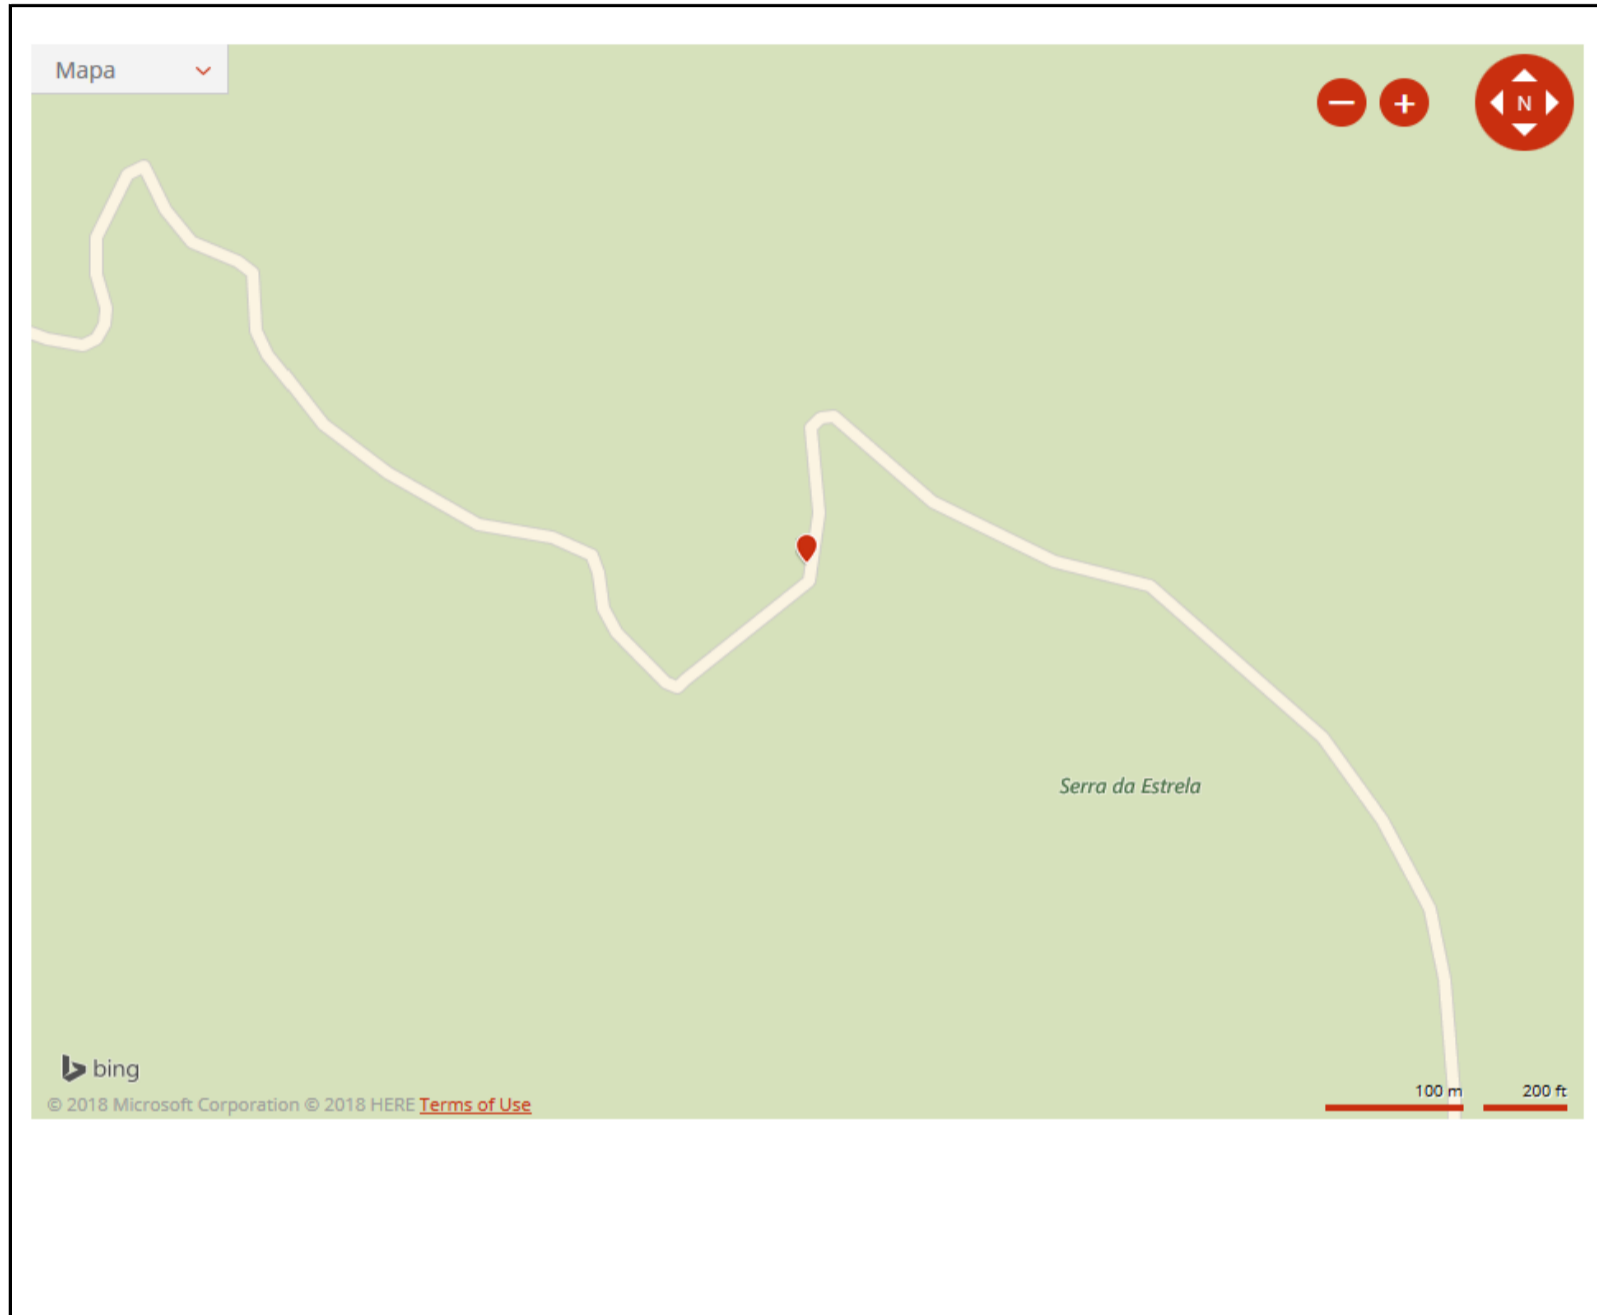 Mapa
N
Serra da Estrela
bing
100 m 200 ft
© 2018 Microsoft Corporation © 2018 HERE Terms of Use